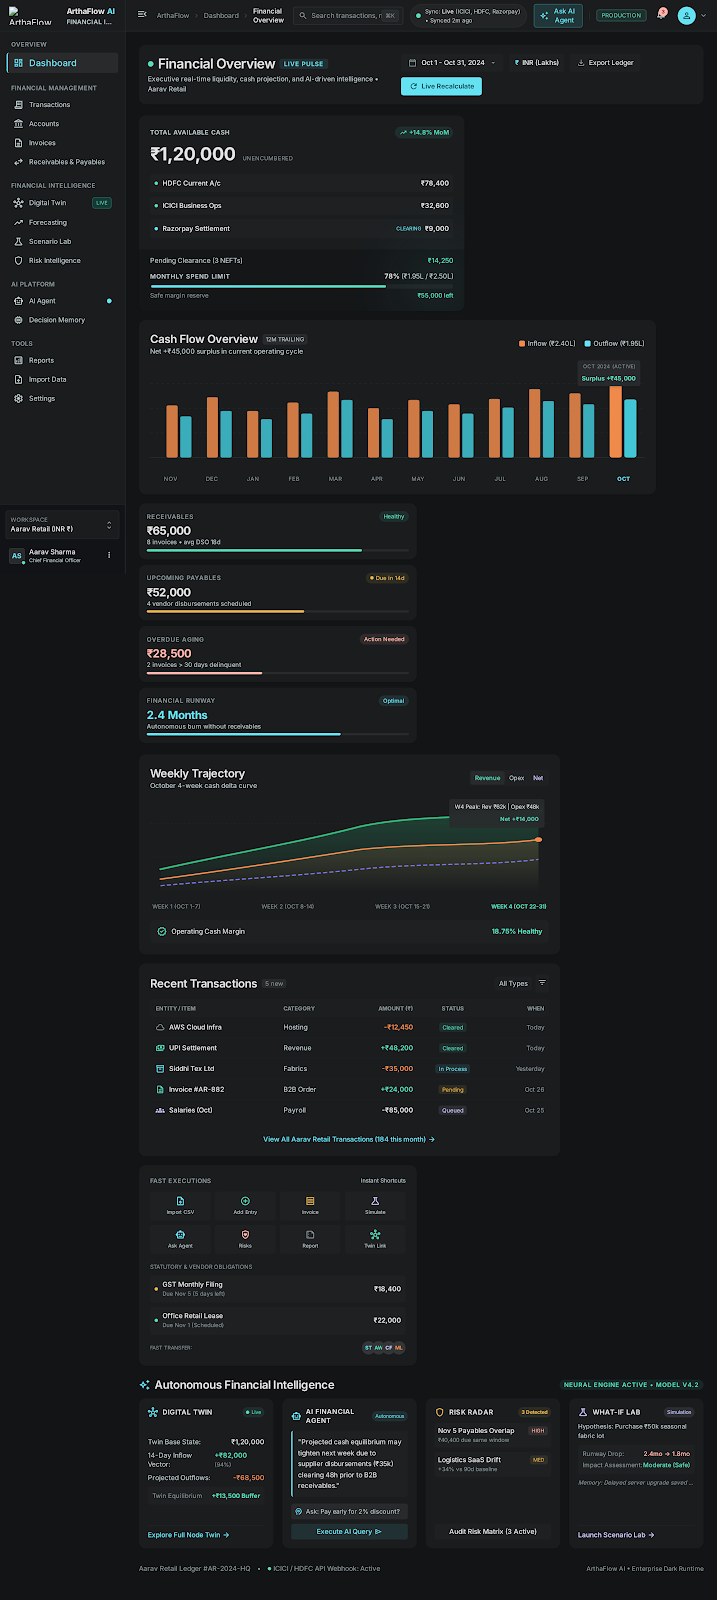 ArthaFlow
ArthaFlow AI
FINANCIAL I...
OVERVIEW
Dashboard
FINANCIAL MANAGEMENT
Transactions
Accounts
Invoices
Receivables & Payables
FINANCIAL INTELLIGENCE
Digital Twin LIVE
Forecasting
Scenario Lab
Risk Intelligence
AI PLATFORM
AI Agent
Decision Memory
TOOLS
Reports
Import Data
Settings
WORKSPACE
Aarav Retail (INR ₹)
AS Aarav Sharma
Chief Financial Officer
ArthaFlow › Dashboard › Financial Overview
Search transactions, r ⌘K
Sync: Live (ICICI, HDFC, Razorpay)
• Synced 2m ago
Ask AI Agent
PRODUCTION
Financial Overview LIVE PULSE
Executive real-time liquidity, cash projection, and AI-driven intelligence •
Aarav Retail
Oct 1 - Oct 31, 2024
₹ INR (Lakhs)
Export Ledger
Live Recalculate
TOTAL AVAILABLE CASH +14.8% MoM
₹1,20,000 UNENCUMBERED
HDFC Current A/c ₹78,400
ICICI Business Ops ₹32,600
Razorpay Settlement CLEARING ₹9,000
Pending Clearance (3 NEFTs) ₹14,250
MONTHLY SPEND LIMIT 78% (₹1.95L / ₹2.50L)
Safe margin reserve ₹55,000 left
Cash Flow Overview 12M TRAILING
Net +₹45,000 surplus in current operating cycle
Inflow (₹2.40L) Outflow (₹1.95L)
OCT 2024 (ACTIVE)
Surplus +₹45,000
NOV DEC JAN FEB MAR APR MAY JUN JUL AUG SEP OCT
RECEIVABLES Healthy
₹65,000
8 invoices • avg DSO 18d
UPCOMING PAYABLES Due in 14d
₹52,000
4 vendor disbursements scheduled
OVERDUE AGING Action Needed
₹28,500
2 invoices > 30 days delinquent
FINANCIAL RUNWAY Optimal
2.4 Months
Autonomous burn without receivables
Weekly Trajectory
October 4-week cash delta curve
Revenue Opex Net
W4 Peak: Rev ₹62k | Opex ₹48k
Net +₹14,000
WEEK 1 (OCT 1-7) WEEK 2 (OCT 8-14) WEEK 3 (OCT 15-21) WEEK 4 (OCT 22-31)
Operating Cash Margin 18.75% Healthy
Recent Transactions 5 new
All Types
ENTITY / ITEM CATEGORY AMOUNT (₹) STATUS WHEN
AWS Cloud Infra Hosting -₹12,450 Cleared Today
UPI Settlement Revenue +₹48,200 Cleared Today
Siddhi Tex Ltd Fabrics -₹35,000 In Process Yesterday
Invoice #AR-882 B2B Order +₹24,000 Pending Oct 26
Salaries (Oct) Payroll -₹85,000 Queued Oct 25
View All Aarav Retail Transactions (184 this month) →
FAST EXECUTIONS Instant Shortcuts
Import CSV Add Entry Invoice Simulate
Ask Agent Risks Report Twin Link
STATUTORY & VENDOR OBLIGATIONS
GST Monthly Filing ₹18,400
Due Nov 5 (5 days left)
Office Retail Lease ₹22,000
Due Nov 1 (Scheduled)
FAST TRANSFER: ST AW CF ML
Autonomous Financial Intelligence
NEURAL ENGINE ACTIVE • MODEL V4.2
DIGITAL TWIN Live
Twin Base State: ₹1,20,000
14-Day Inflow Vector: +₹82,000 (94%)
Projected Outflows: -₹68,500
Twin Equilibrium +₹13,500 Buffer
Explore Full Node Twin →
AI FINANCIAL AGENT Autonomous
"Projected cash equilibrium may
tighten next week due to
supplier disbursements (₹35k)
clearing 48h prior to B2B
receivables."
Ask: Pay early for 2% discount?
Execute AI Query
RISK RADAR 3 Detected
Nov 5 Payables Overlap HIGH
₹40,400 due same window
Logistics SaaS Drift MED
+34% vs 90d baseline
Audit Risk Matrix (3 Active)
WHAT-IF LAB Simulation
Hypothesis: Purchase ₹50k seasonal
fabric lot
Runway Drop: 2.4mo → 1.8mo
Impact Assessment: Moderate (Safe)
Memory: Delayed server upgrade saved ...
Launch Scenario Lab →
Aarav Retail Ledger #AR-2024-HQ • ICICI / HDFC API Webhook: Active
ArthaFlow AI • Enterprise Dark Runtime